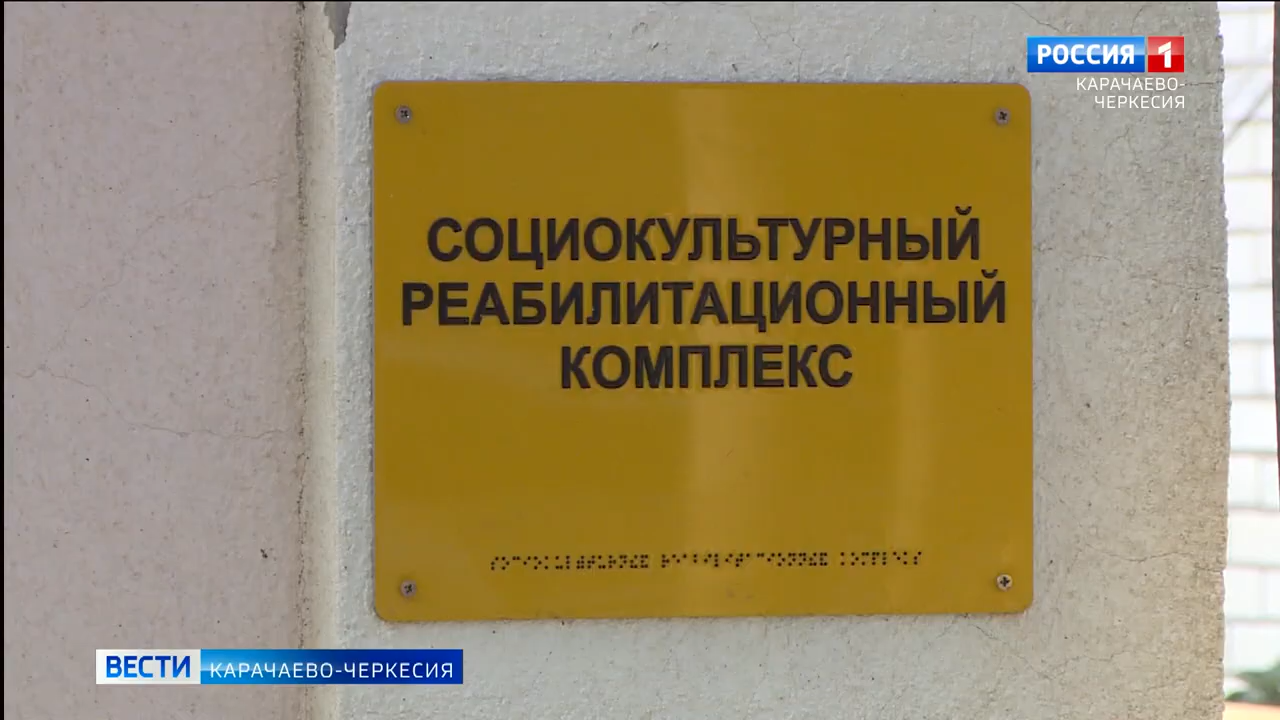 РОССИЯ 1
КАРАЧАЕВО-
ЧЕРКЕСИЯ
СОЦИОКУЛЬТУРНЫЙ
РЕАБИЛИТАЦИОННЫЙ
КОМПЛЕКС
ВЕСТИ КАРАЧАЕВО-ЧЕРКЕСИЯ